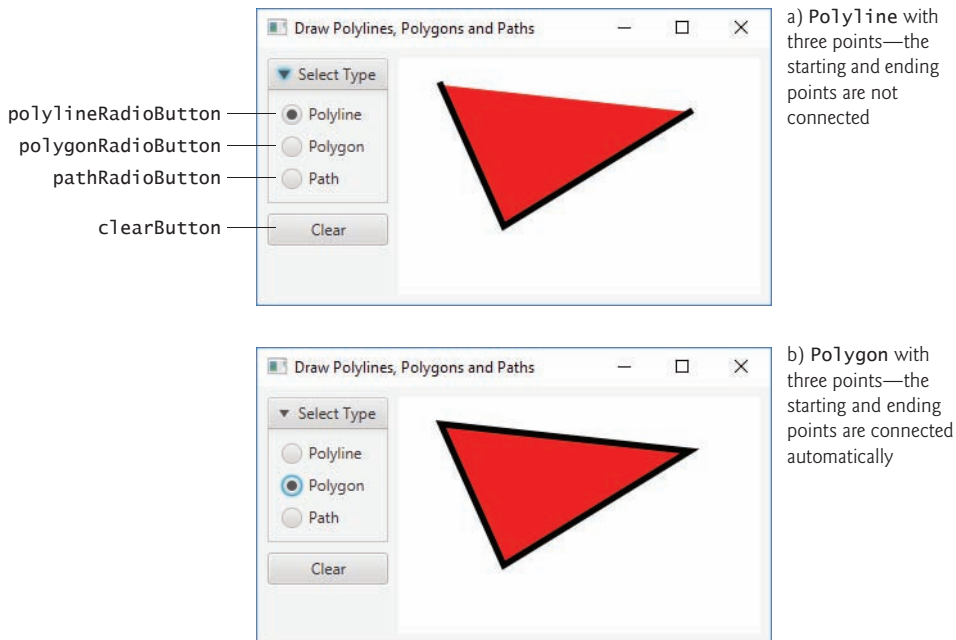 Draw Polylines, Polygons and Paths
Select Type
polylineRadioButton
Polyline
polygonRadioButton
Polygon
pathRadioButton
Path
clearButton
Clear
a) Polyline with
three points—the
starting and ending
points are not
connected
Draw Polylines, Polygons and Paths
Select Type
Polyline
Polygon
Path
Clear
b) Polygon with
three points—the
starting and ending
points are connected
automatically